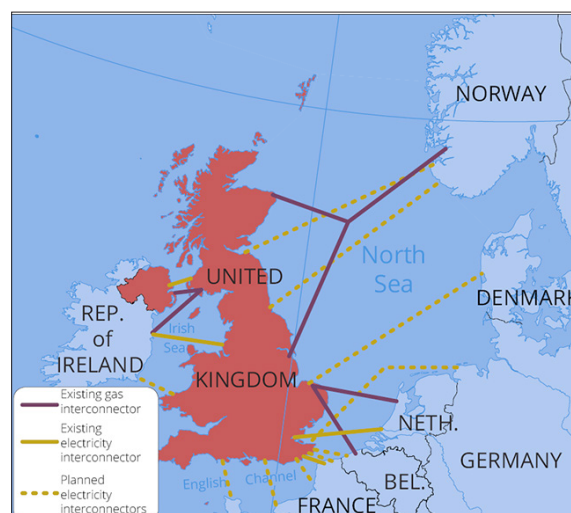 NORWAY
North
Sea
UNITED
DENMARK
REP.
of
IRELAND
Irish
Sea
KINGDOM
NETH.
GERMANY
BEL.
English
Channel
FRANCE
Existing gas
interconnector
Existing
electricity
interconnector
Planned
electricity
interconnectors